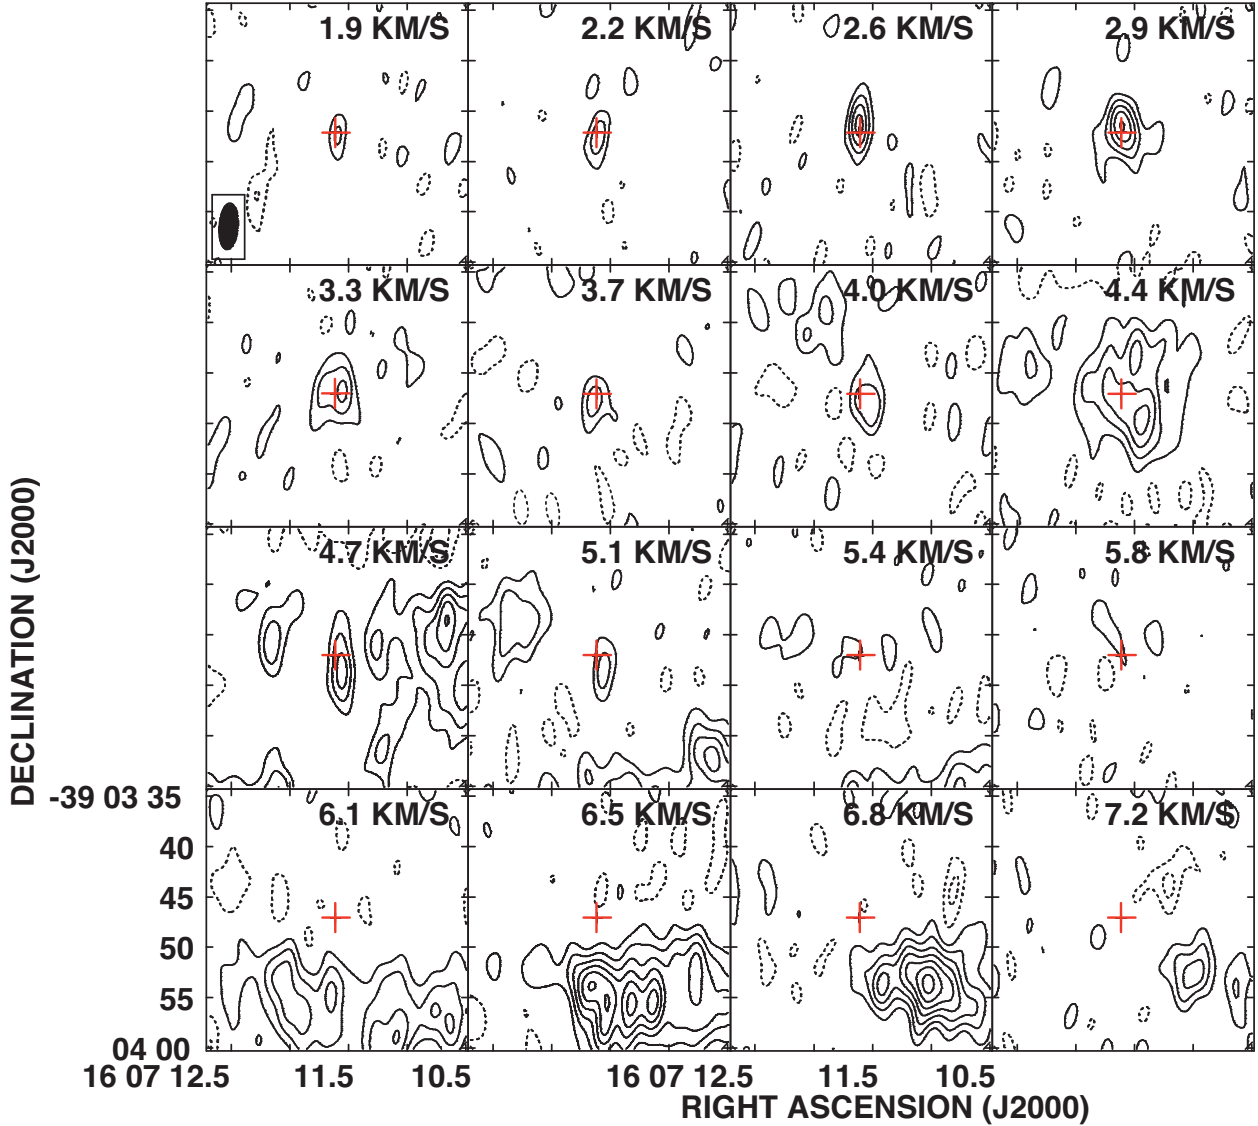 1.9 KM/S
2.2 KM/S
2.6 KM/S
2.9 KM/S
3.3 KM/S
3.7 KM/S
4.0 KM/S
4.4 KM/S
4.7 KM/S
5.1 KM/S
5.4 KM/S
5.8 KM/S
6.1 KM/S
6.5 KM/S
6.8 KM/S
7.2 KM/S
DECLINATION (J2000)
-39 03 35
40
45
50
55
04 00
16 07 12.5
11.5
10.5
16 07 12.5
11.5
10.5
RIGHT ASCENSION (J2000)